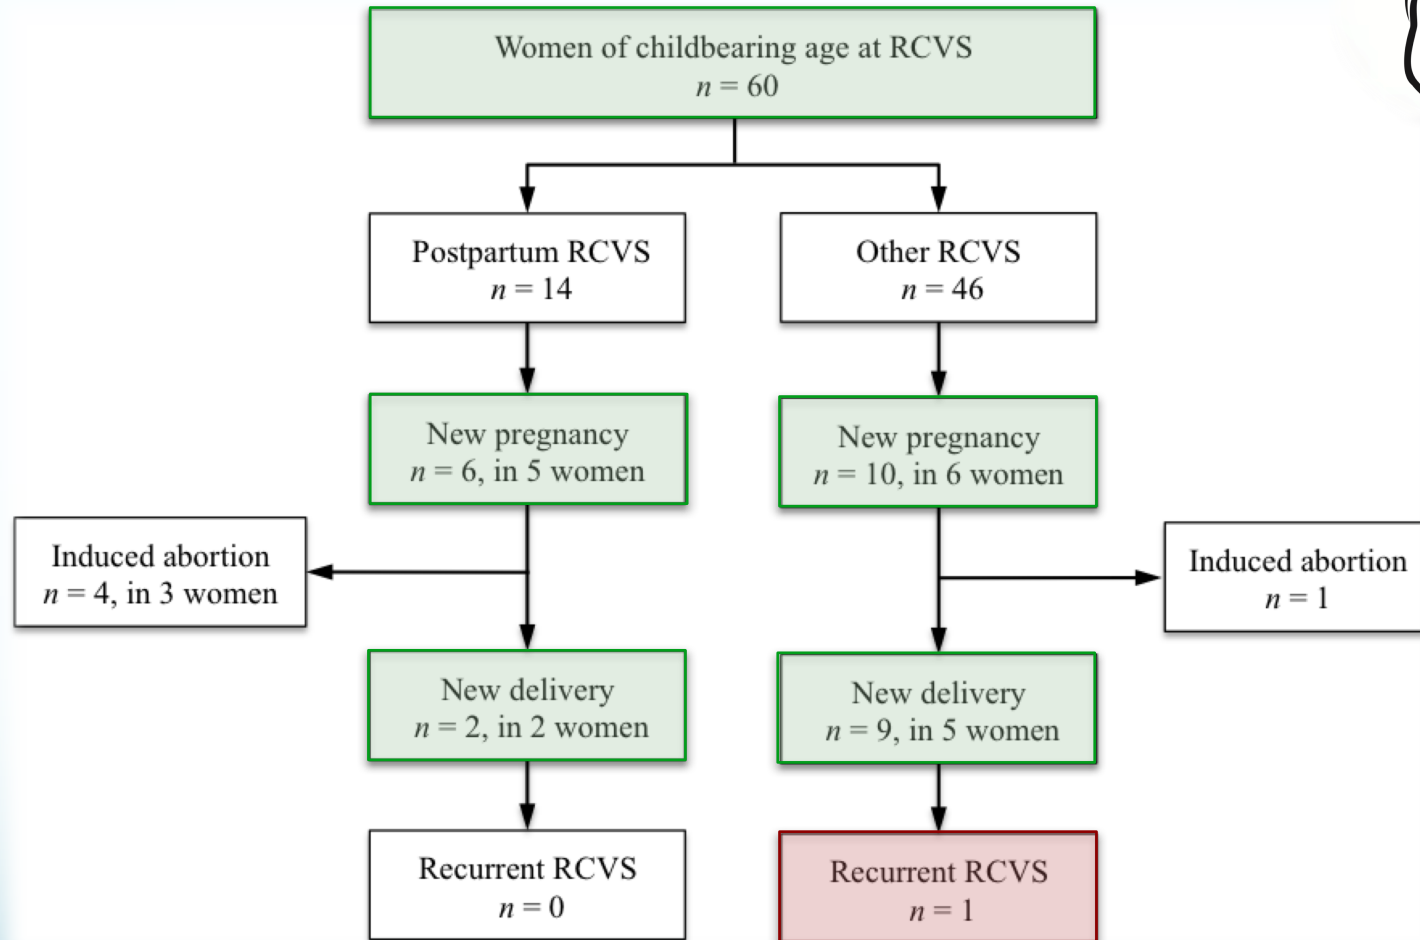 Women of childbearing age at RCVS
n = 60
Postpartum RCVS
n = 14
Other RCVS
n = 46
New pregnancy
n = 6, in 5 women
New pregnancy
n = 10, in 6 women
Induced abortion
n = 4, in 3 women
Induced abortion
n = 1
New delivery
n = 2, in 2 women
New delivery
n = 9, in 5 women
Recurrent RCVS
n = 0
Recurrent RCVS
n = 1